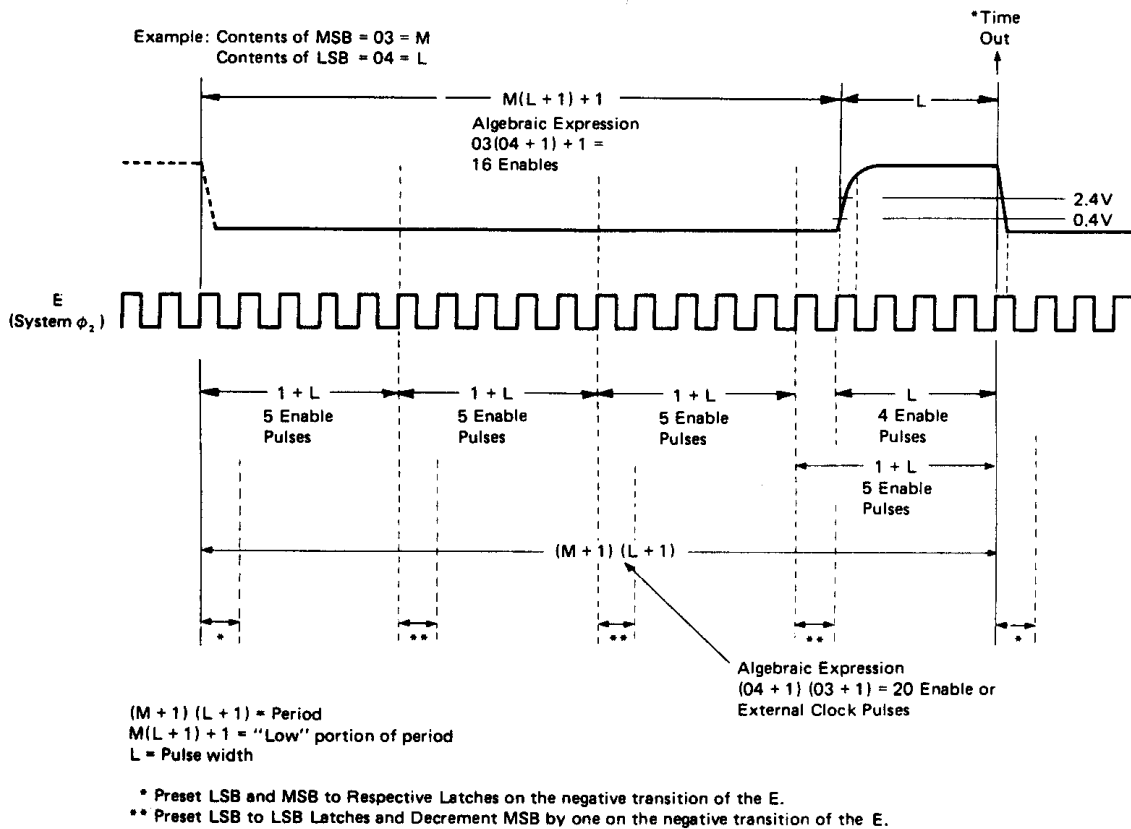 *Time
Out
Example: Contents of MSB = 03 = M
Contents of LSB = 04 = L
M(L + 1) + 1
L
Algebraic Expression
03(04 + 1) + 1 =
16 Enables
2.4V
0.4V
E
(System ϕ2)
1 + L
5 Enable
Pulses
1 + L
5 Enable
Pulses
1 + L
5 Enable
Pulses
L
4 Enable
Pulses
1 + L
5 Enable
Pulses
(M + 1) (L + 1)
*
**
**
**
*
Algebraic Expression
(04 + 1) (03 + 1) = 20 Enable or
External Clock Pulses
(M + 1) (L + 1) = Period
M(L + 1) + 1 = "Low" portion of period
L = Pulse width
* Preset LSB and MSB to Respective Latches on the negative transition of the E.
** Preset LSB to LSB Latches and Decrement MSB by one on the negative transition of the E.